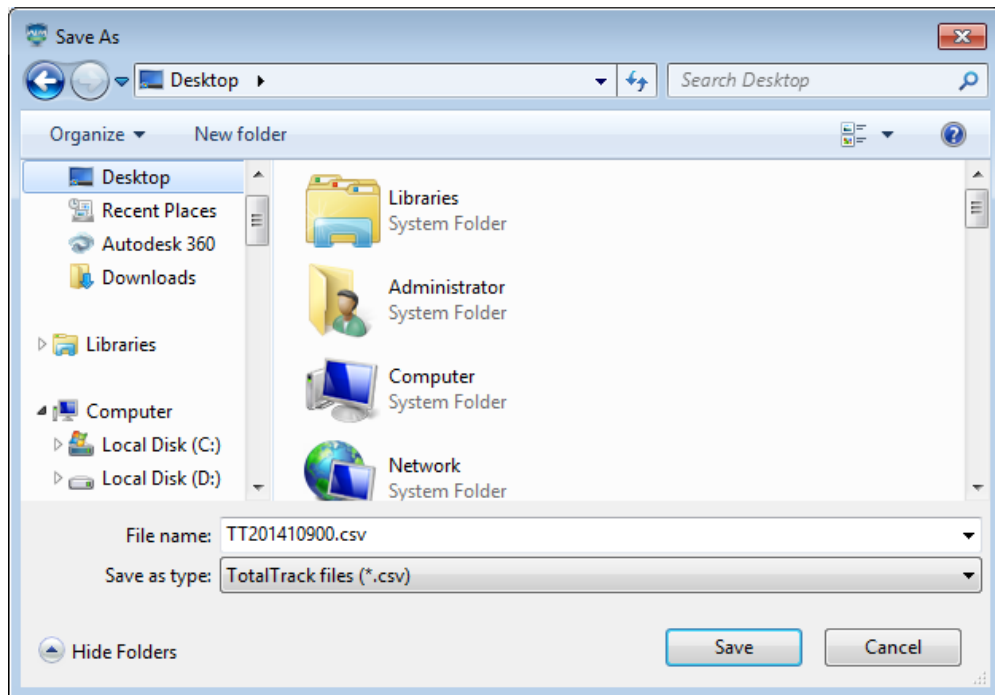 Save As
Desktop
Search Desktop
Organize
New folder
Desktop
Recent Places
Autodesk 360
Downloads
Libraries
Computer
Local Disk (C:)
Local Disk (D:)
Libraries
System Folder
Administrator
System Folder
Computer
System Folder
Network
System Folder
File name: TT201410900.csv
Save as type: TotalTrack files (*.csv)
Hide Folders
Save
Cancel